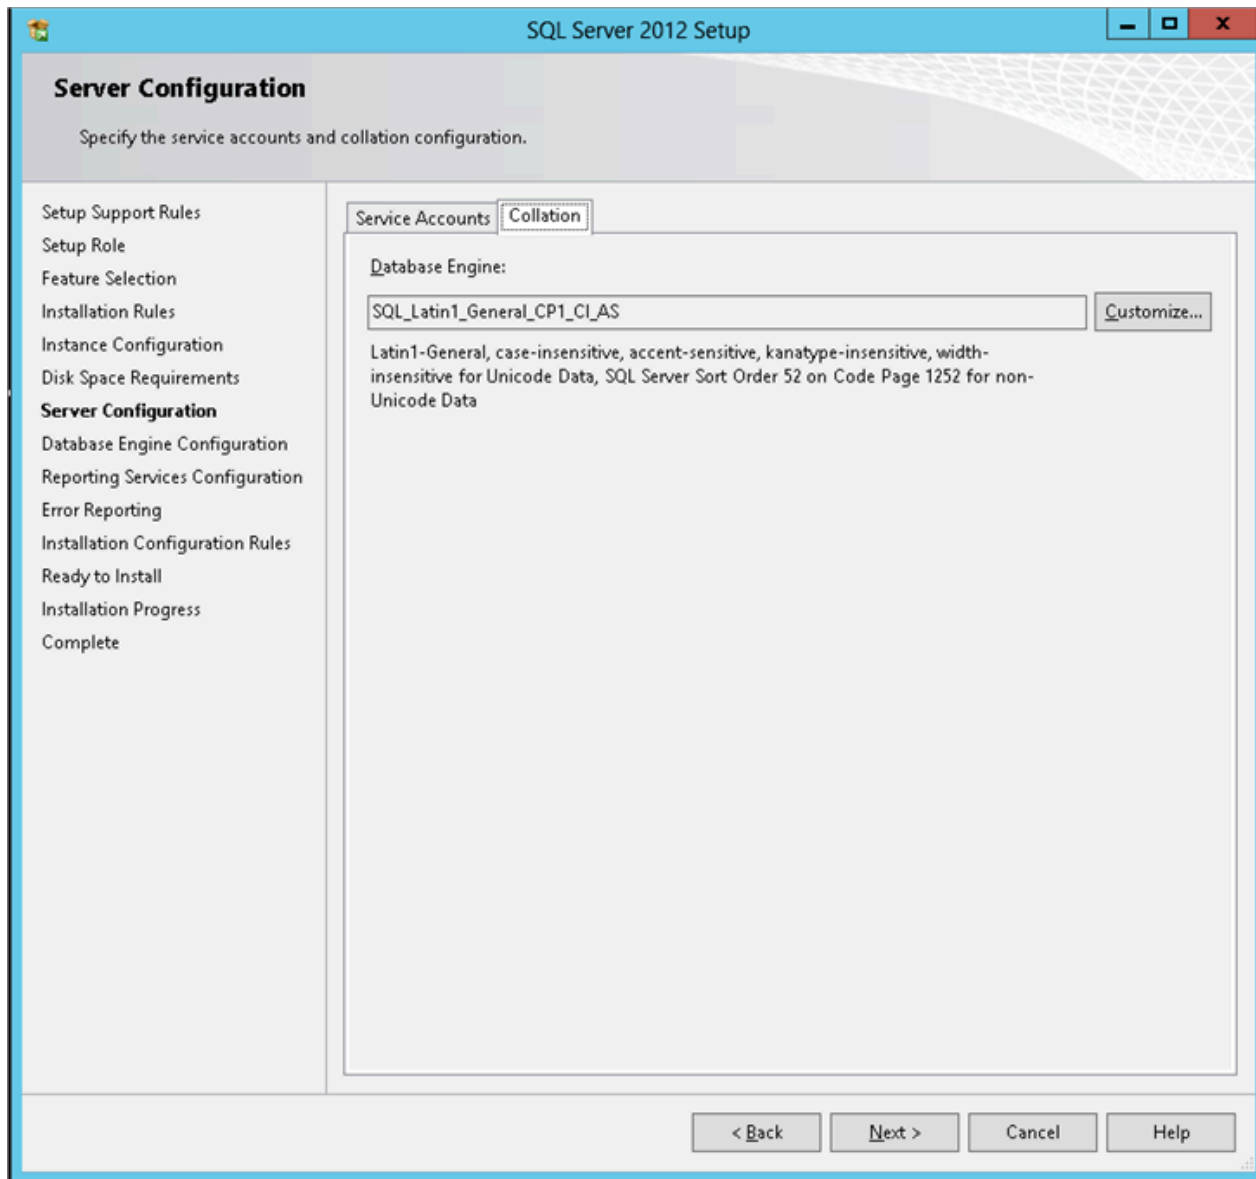 SQL Server 2012 Setup
Server Configuration
Specify the service accounts and collation configuration.
Setup Support Rules
Setup Role
Feature Selection
Installation Rules
Instance Configuration
Disk Space Requirements
Server Configuration
Database Engine Configuration
Reporting Services Configuration
Error Reporting
Installation Configuration Rules
Ready to Install
Installation Progress
Complete
Service Accounts
Collation
Database Engine:
SQL_Latin1_General_CP1_CI_AS
Customize...
Latin1-General, case-insensitive, accent-sensitive, kanatype-insensitive, width-
insensitive for Unicode Data, SQL Server Sort Order 52 on Code Page 1252 for non-
Unicode Data
< Back
Next >
Cancel
Help